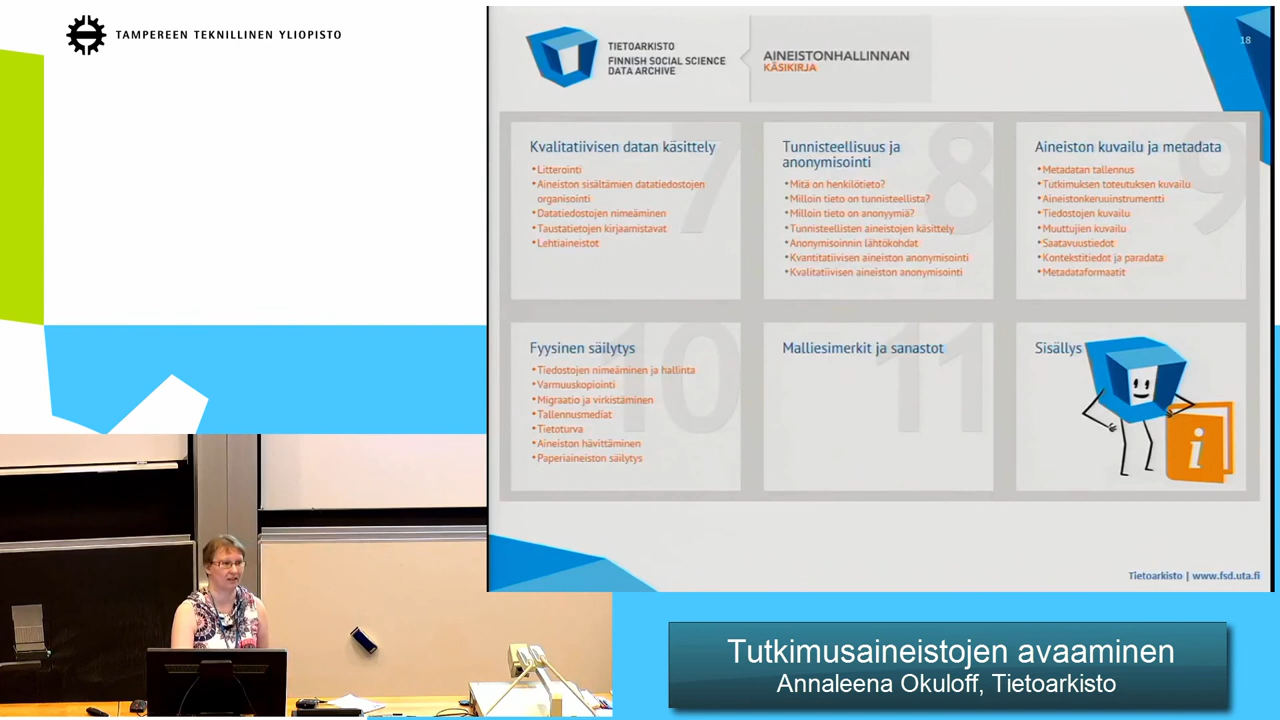 TAMPEREEN TEKNILLINEN YLIOPISTO
18
TIETOARKISTO
FINNISH SOCIAL SCIENCE
DATA ARCHIVE
AINEISTONHALLINNAN
KÄSIKIRJA
7
Kvalitatiivisen datan käsittely
•Litterointi
•Aineiston sisältämien datatiedostojen
organisointi
•Datatiedostojen nimeäminen
•Taustatietojen kirjaamistavat
•Lehtiaineistot
8
Tunnisteellisuus ja
anonymisointi
•Mitä on henkilötieto?
•Milloin tieto on tunnisteellista?
•Milloin tieto on anonyymiä?
•Tunnisteellisten aineistojen käsittely
•Anonymisoinnin lähtökohdat
•Kvantitatiivisen aineiston anonymisointi
•Kvalitatiivisen aineiston anonymisointi
9
Aineiston kuvailu ja metadata
•Metadatan tallennus
•Tutkimuksen toteutuksen kuvailu
•Aineistonkeruuinstrumentti
•Tiedostojen kuvailu
•Muuttujien kuvailu
•Saatavuustiedot
•Kontekstitiedot ja paradata
•Metadataformaatit
10
Fyysinen säilytys
•Tiedostojen nimeäminen ja hallinta
•Varmuuskopiointi
•Migraatio ja virkistäminen
•Tallennusmediat
•Tietoturva
•Aineiston hävittäminen
•Paperiaineiston säilytys
11
Malliesimerkit ja sanastot
Sisällys
i
Tietoarkisto | www.fsd.uta.fi
Tutkimusaineistojen avaaminen
Annaleena Okuloff, Tietoarkisto